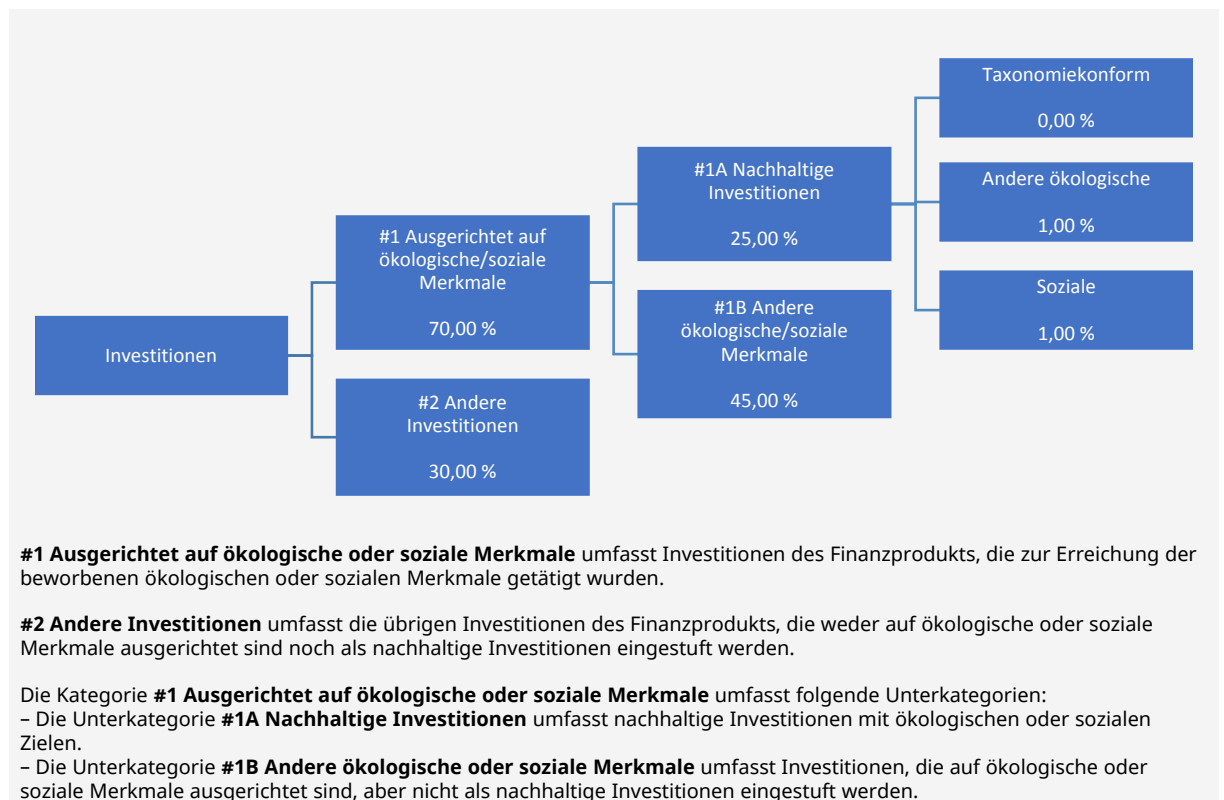 Taxonomiekonform
0,00 %
#1A Nachhaltige
Investitionen
25,00 %
Andere ökologische
1,00 %
#1 Ausgerichtet auf
ökologische/soziale
Merkmale
70,00 %
Soziale
1,00 %
#1B Andere
ökologische/soziale
Merkmale
45,00 %
Investitionen
#2 Andere
Investitionen
30,00 %
#1 Ausgerichtet auf ökologische oder soziale Merkmale umfasst Investitionen des Finanzprodukts, die zur Erreichung der
beworbenen ökologischen oder sozialen Merkmale getätigt wurden.
#2 Andere Investitionen umfasst die übrigen Investitionen des Finanzprodukts, die weder auf ökologische oder soziale
Merkmale ausgerichtet sind noch als nachhaltige Investitionen eingestuft werden.
Die Kategorie #1 Ausgerichtet auf ökologische oder soziale Merkmale umfasst folgende Unterkategorien:
– Die Unterkategorie #1A Nachhaltige Investitionen umfasst nachhaltige Investitionen mit ökologischen oder sozialen
Zielen.
– Die Unterkategorie #1B Andere ökologische oder soziale Merkmale umfasst Investitionen, die auf ökologische oder
soziale Merkmale ausgerichtet sind, aber nicht als nachhaltige Investitionen eingestuft werden.